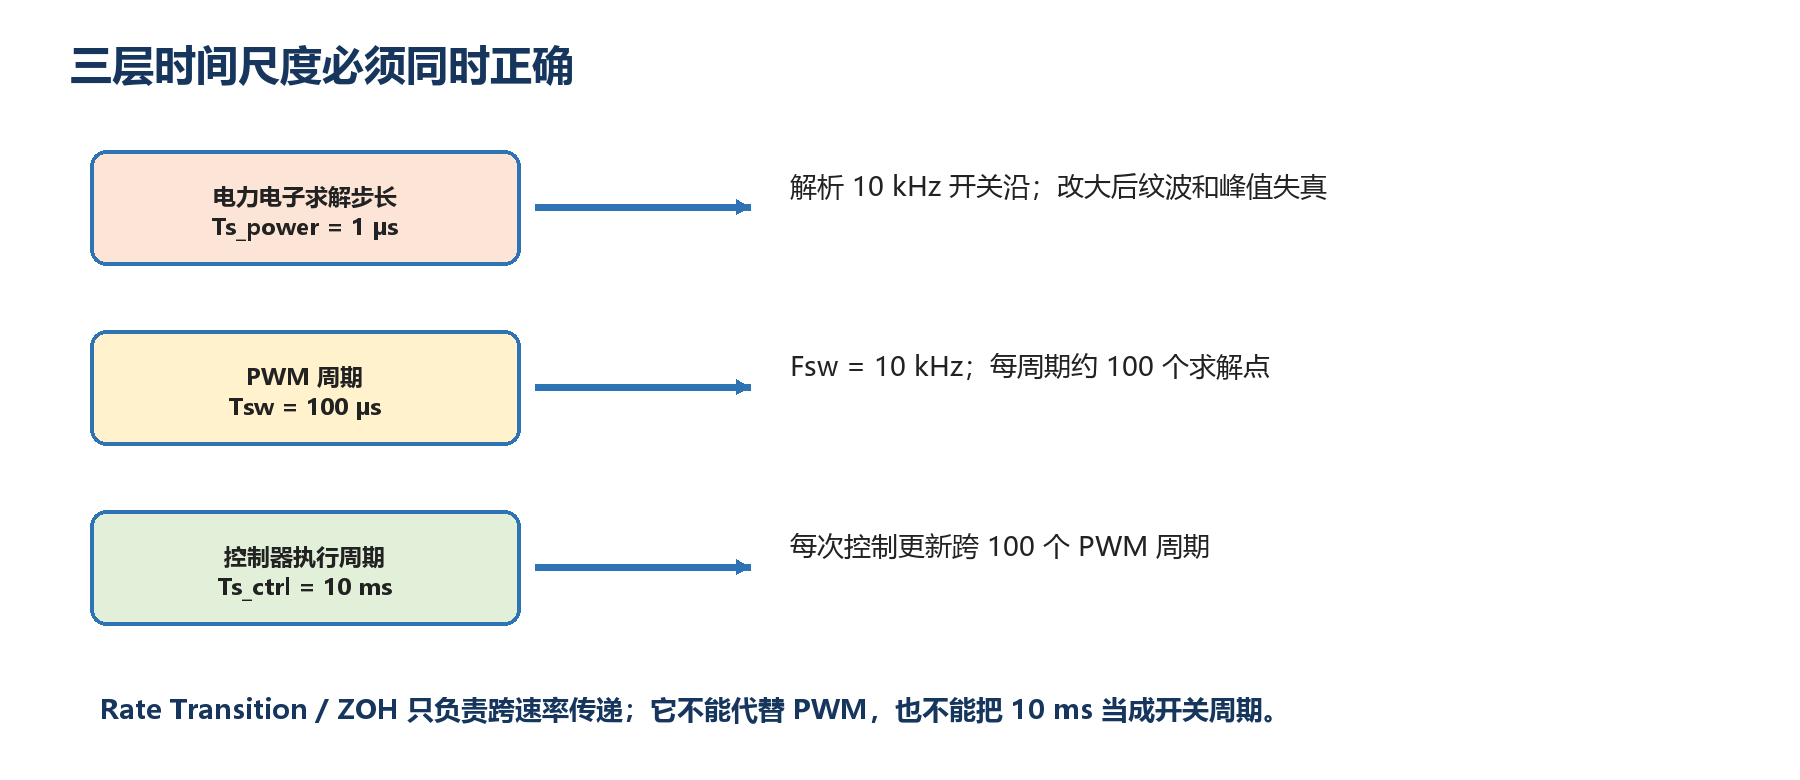 三层时间尺度必须同时正确
电力电子求解步长
Ts_power = 1 µs
解析 10 kHz 开关沿；改大后纹波和峰值失真
PWM 周期
Tsw = 100 µs
Fsw = 10 kHz；每周期约 100 个求解点
控制器执行周期
Ts_ctrl = 10 ms
每次控制更新跨 100 个 PWM 周期
Rate Transition / ZOH 只负责跨速率传递；它不能代替 PWM，也不能把 10 ms 当成开关周期。